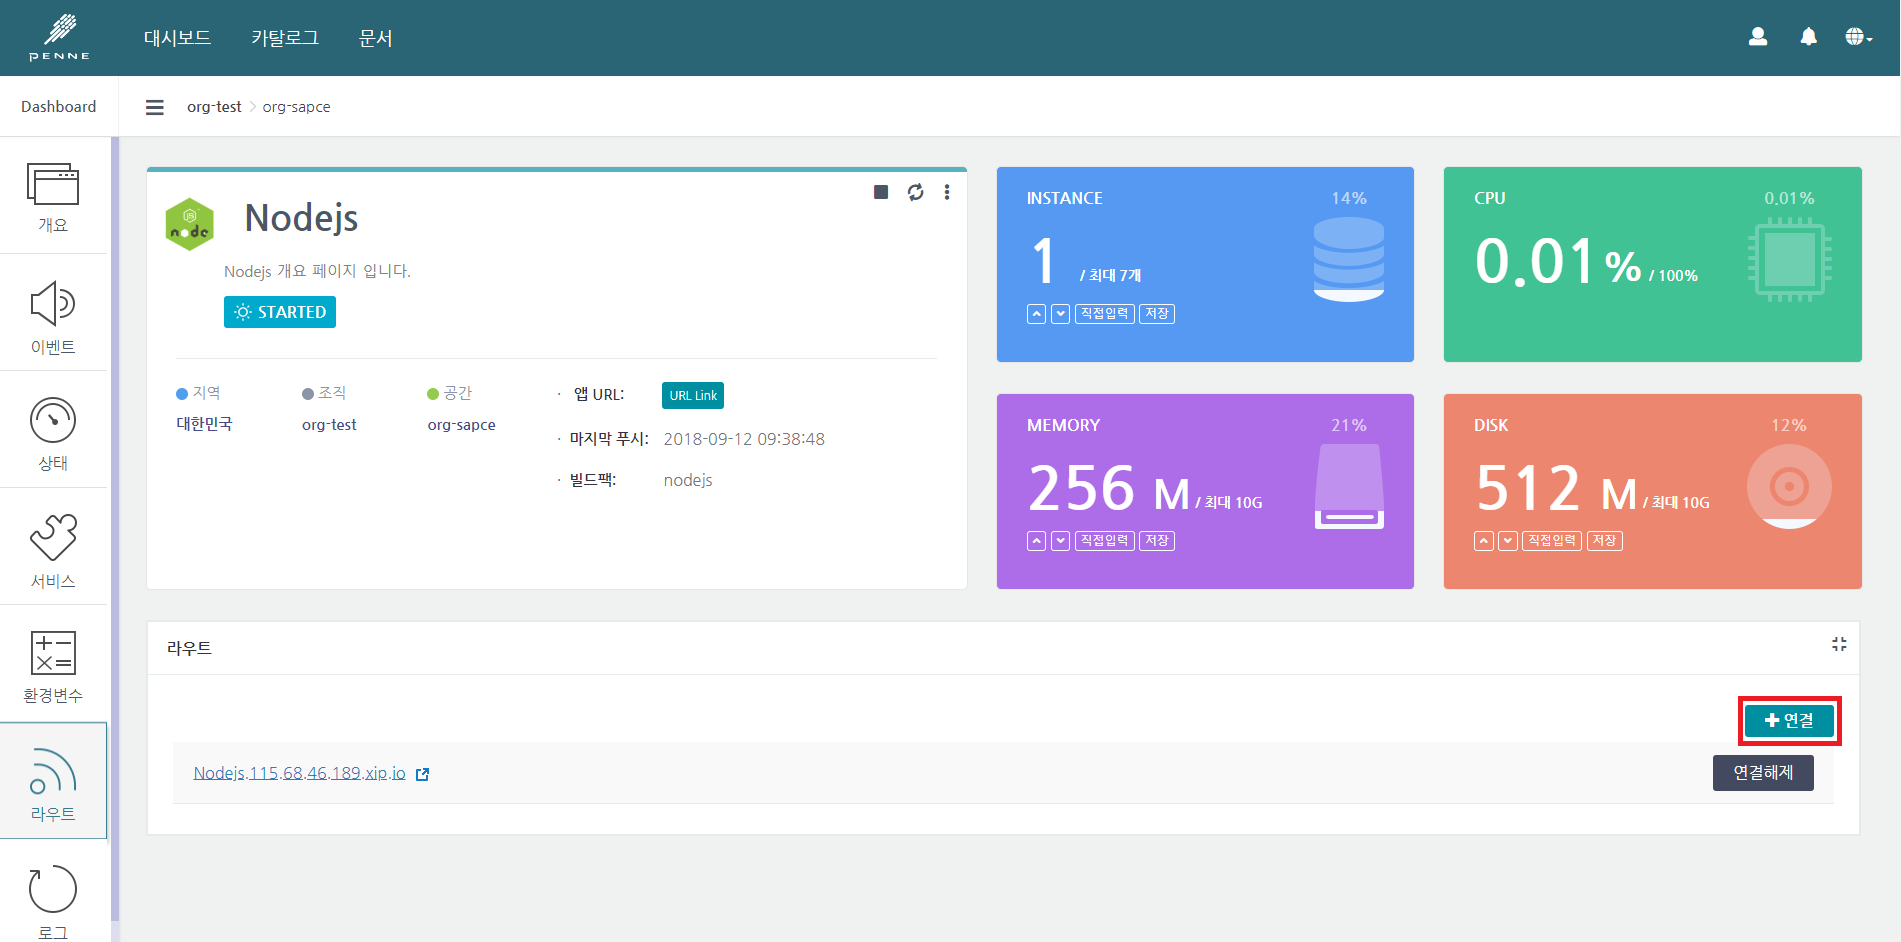 PENNE
대시보드 카탈로그 문서
Dashboard
org-test > org-sapce
개요
이벤트
상태
서비스
환경변수
라우트
로그
JS
node
Nodejs
Nodejs 개요 페이지 입니다.
STARTED
지역
대한민국
조직
org-test
공간
org-sapce
· 앱 URL: URL Link
· 마지막 푸시: 2018-09-12 09:38:48
· 빌드팩: nodejs
INSTANCE 14%
1 / 최대 7개
직접입력 저장
CPU 0.01%
0.01 % / 100%
MEMORY 21%
256 M / 최대 10G
직접입력 저장
DISK 12%
512 M / 최대 10G
직접입력 저장
라우트
+ 연결
Nodejs.115.68.46.189.xip.io
연결해제